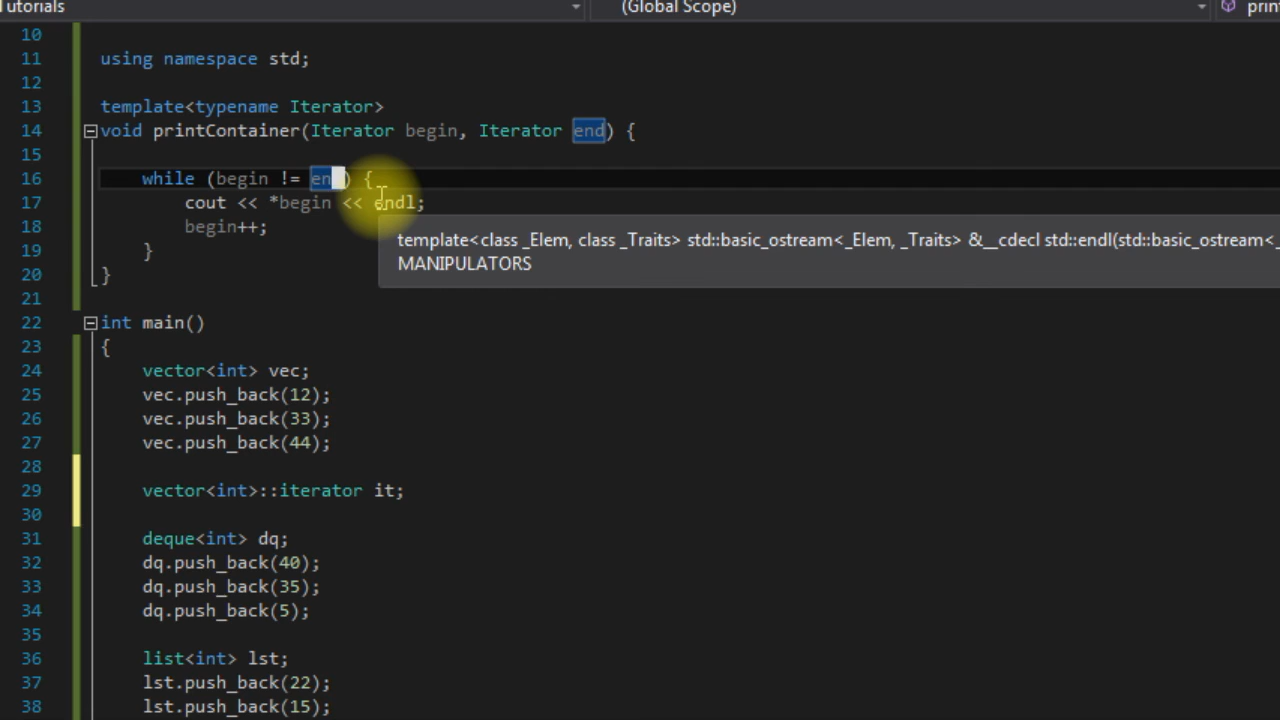 Tutorials (Global Scope)
10
11 using namespace std;
12
13 template<typename Iterator>
14 void printContainer(Iterator begin, Iterator end) {
15
16 while (begin != end) {
17 cout << *begin << endl;
18 begin++;
template<class _Elem, class _Traits> std::basic_ostream<_Elem, _Traits> &__cdecl std::endl(std::basic_ostream<
19 }
MANIPULATORS
20 }
21
22 int main()
23 {
24 vector<int> vec;
25 vec.push_back(12);
26 vec.push_back(33);
27 vec.push_back(44);
28
29 vector<int>::iterator it;
30
31 deque<int> dq;
32 dq.push_back(40);
33 dq.push_back(35);
34 dq.push_back(5);
35
36 list<int> lst;
37 lst.push_back(22);
38 lst.push_back(15);